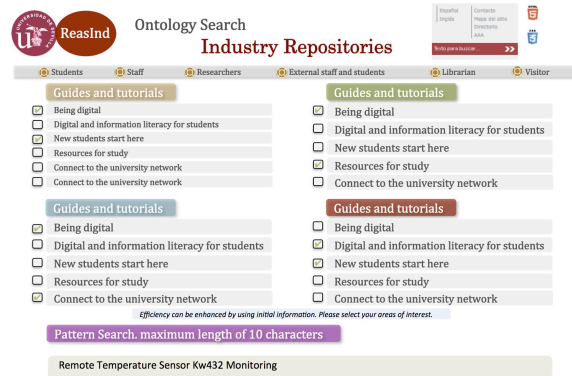 UNIVERSIDAD DE SEVILLA
ReasInd
Ontology Search
Industry Repositories
Español
Inglés
Contacto
Mapa del sitio
Directorio
AAA
Texto para buscar...
Students
Staff
Researchers
External staff and students
Librarian
Visitor
Guides and tutorials
Being digital
Digital and information literacy for students
New students start here
Resources for study
Connect to the university network
Connect to the university network
Guides and tutorials
Being digital
Digital and information literacy for students
New students start here
Resources for study
Connect to the university network
Guides and tutorials
Being digital
Digital and information literacy for students
New students start here
Resources for study
Connect to the university network
Guides and tutorials
Being digital
Digital and information literacy for students
New students start here
Resources for study
Connect to the university network
Efficiency can be enhanced by using initial information. Please select your areas of interest.
Pattern Search. maximum length of 10 characters
Remote Temperature Sensor Kw432 Monitoring